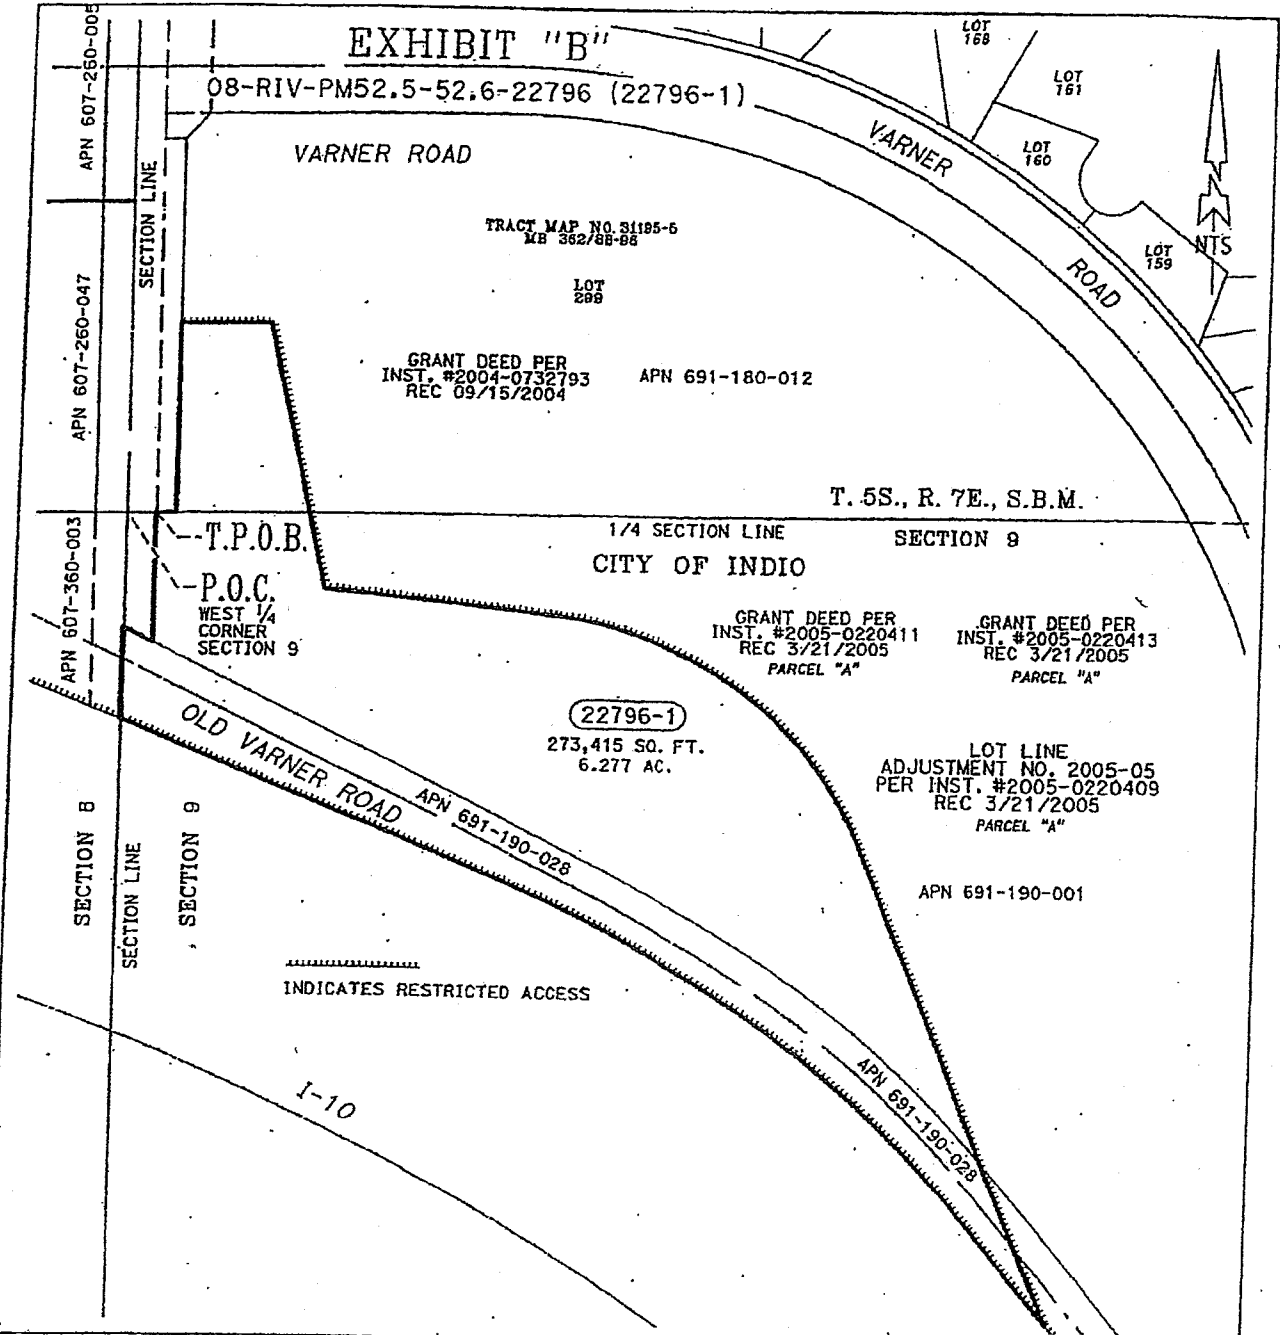 EXHIBIT "B"
08-RIV-PM52.5-52.6-22796 (22796-1)
APN 607-260-005
SECTION LINE
APN 607-260-047
VARNER ROAD
LOT
168
LOT
161
VARNER
LOT
160
ROAD
LOT
159
N
NTS
TRACT MAP NO. 31195-5
MB 362/88-96
LOT
299
GRANT DEED PER
INST. #2004-0732793
REC 09/15/2004
APN 691-180-012
T. 5S., R. 7E., S.B.M.
1/4 SECTION LINE
SECTION 9
CITY OF INDIO
T.P.O.B.
P.O.C.
WEST 1/4
CORNER
SECTION 9
APN 607-360-003
GRANT DEED PER
INST. #2005-0220411
REC 3/21/2005
PARCEL "A"
GRANT DEED PER
INST. #2005-0220413
REC 3/21/2005
PARCEL "A"
22796-1
273,415 SQ. FT.
6.277 AC.
LOT LINE
ADJUSTMENT NO. 2005-05
PER INST. #2005-0220409
REC 3/21/2005
PARCEL "A"
APN 691-190-001
OLD VARNER ROAD
APN 691-190-028
SECTION 8
SECTION LINE
SECTION 9
INDICATES RESTRICTED ACCESS
APN 691-190-028
I-10